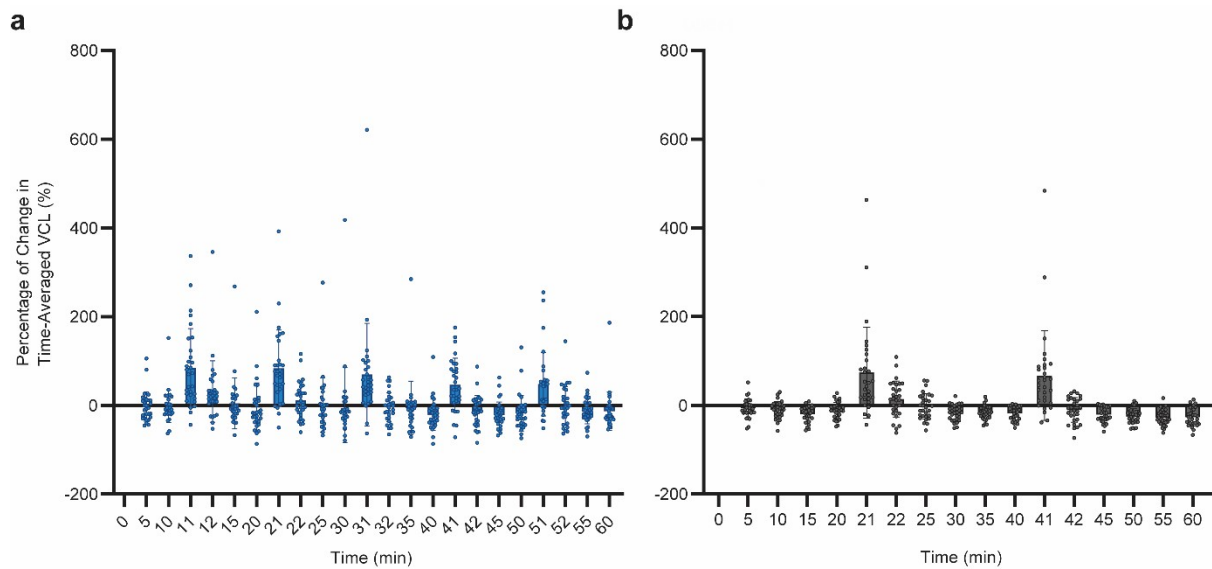 a
Percentage of Change in
Time-Averaged VCL (%)
800
600
400
200
0
-200
0 5 10 11 12 15 20 21 22 25 30 31 32 35 40 41 42 45 50 51 52 55 60
Time (min)
b
800
600
400
200
0
-200
0 5 10 15 20 21 22 25 30 35 40 41 42 45 50 55 60
Time (min)